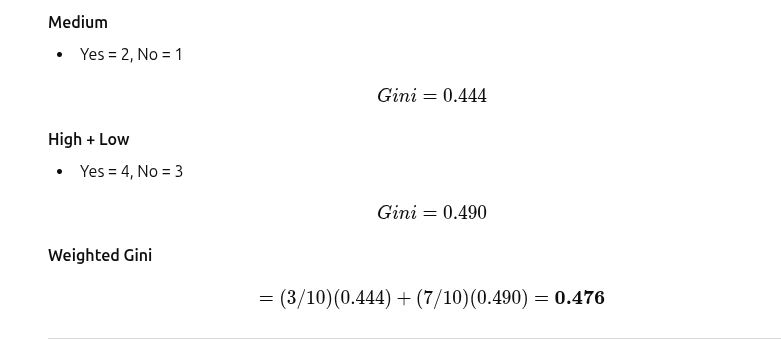 Medium
• Yes = 2, No = 1
Gini = 0.444
High + Low
• Yes = 4, No = 3
Gini = 0.490
Weighted Gini
= (3/10)(0.444) + (7/10)(0.490) = 0.476